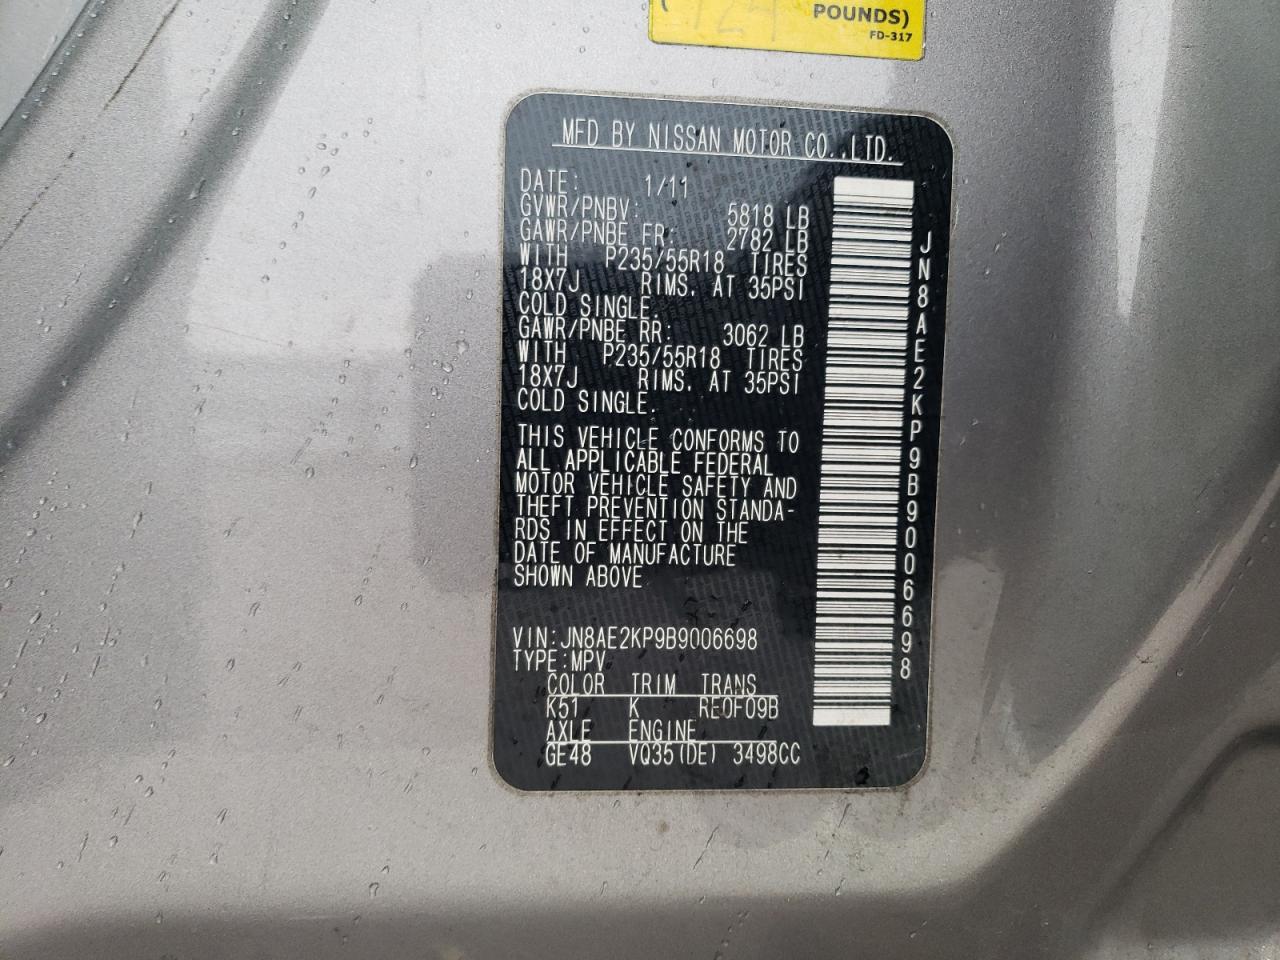 POUNDS)
FD-317
MFD BY NISSAN MOTOR CO.,LTD.
DATE: 1/11
GVWR/PNBV: 5818 LB
GAWR/PNBE FR: 2782 LB
WITH P235/55R18 TIRES
18X7J RIMS. AT 35PSI
COLD SINGLE.
GAWR/PNBE RR: 3062 LB
WITH P235/55R18 TIRES
18X7J RIMS. AT 35PSI
COLD SINGLE.
THIS VEHICLE CONFORMS TO
ALL APPLICABLE FEDERAL
MOTOR VEHICLE SAFETY AND
THEFT PREVENTION STANDA-
RDS IN EFFECT ON THE
DATE OF MANUFACTURE
SHOWN ABOVE
VIN:JN8AE2KP9B9006698
TYPE:MPV
COLOR TRIM TRANS
K51 K RE0F09B
AXLE ENGINE
GE48 VQ35(DE) 3498CC
JN8AE2KP9B9006698